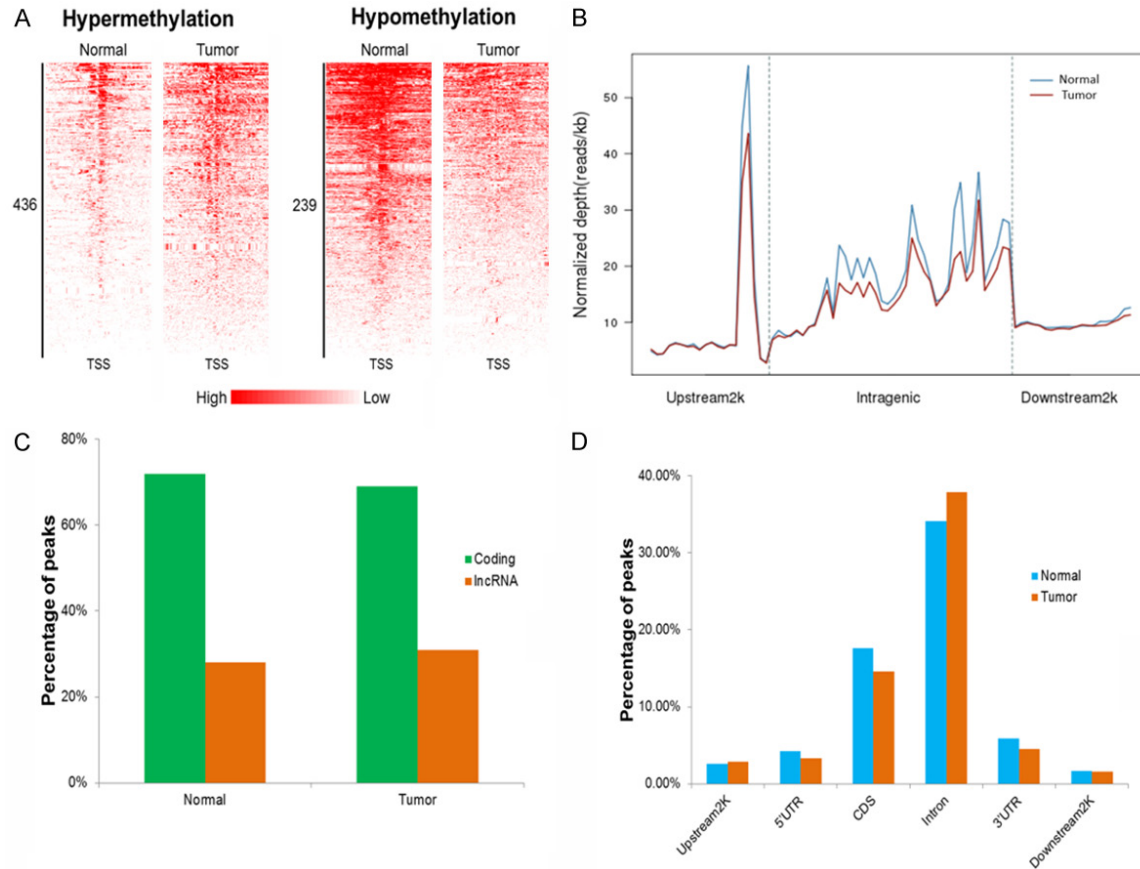 A
Hypermethylation
Hypomethylation
Normal
Tumor
Normal
Tumor
436
239
TSS
TSS
TSS
TSS
High
Low
B
Normalized depth(reads/kb)
50
40
30
20
10
Normal
Tumor
Upstream2k
Intragenic
Downstream2k
C
Percentage of peaks
80%
60%
40%
20%
0%
Coding
lncRNA
Normal
Tumor
D
Percentage of peaks
40.00%
30.00%
20.00%
10.00%
0.00%
Normal
Tumor
Upstream2K
5'UTR
CDS
Intron
3'UTR
Downstream2K